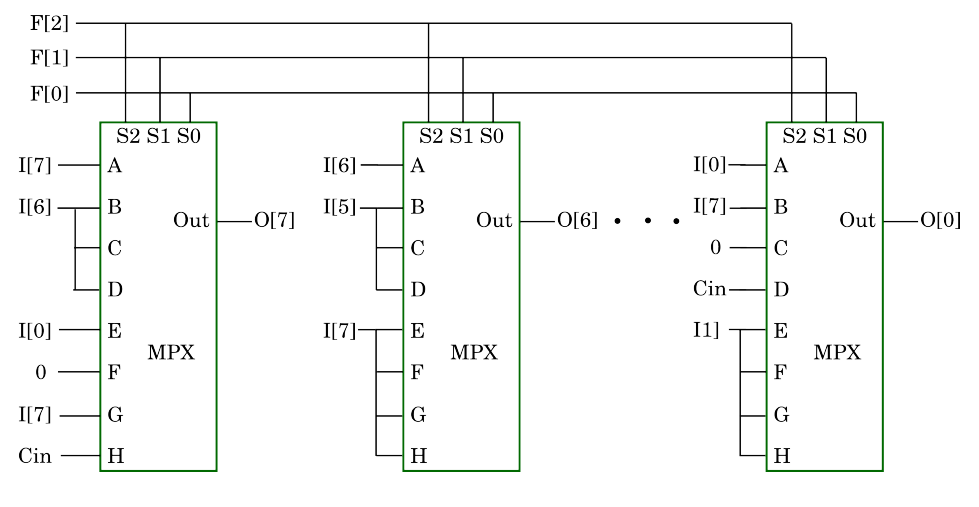 F[2]
F[1]
F[0]
S2 S1 S0 S2 S1 S0 S2 S1 S0
I[7] A I[6] A I[0] A
I[6] B I[5] B I[7] B
Out O[7] Out O[6] • • • Out O[0]
C C 0 C
D D Cin D
I[0] E I[7] E I1] E
MPX MPX MPX
0 F F F
I[7] G G G
Cin H H H